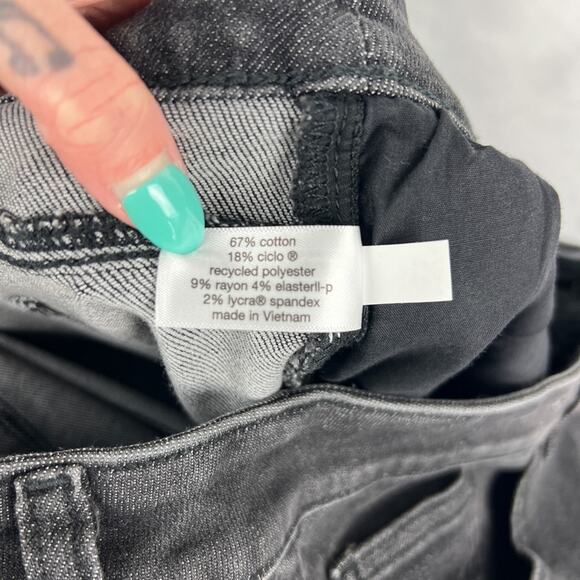 67% cotton
18% ciclo ®
recycled polyester
9% rayon 4% elasterll-p
2% lycra® spandex
made in Vietnam